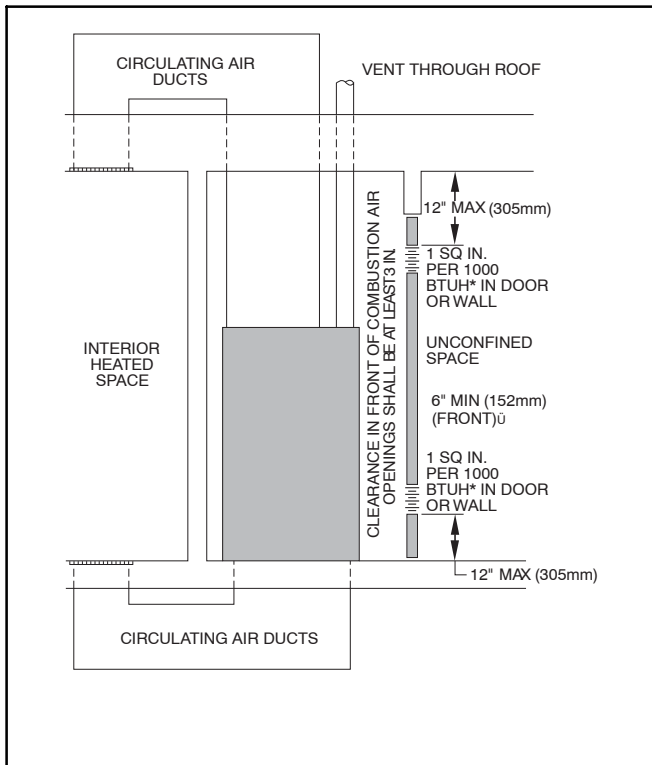 CIRCULATING AIR
DUCTS
VENT THROUGH ROOF
12" MAX (305mm)
1 SQ IN.
PER 1000
BTUH* IN DOOR
OR WALL
CLEARANCE IN FRONT OF COMBUSTION AIR
OPENINGS SHALL BE AT LEAST3 IN.
INTERIOR
HEATED
SPACE
UNCONFINED
SPACE
6" MIN (152mm)
(FRONT)Ü
1 SQ IN.
PER 1000
BTUH* IN DOOR
OR WALL
12" MAX (305mm)
CIRCULATING AIR DUCTS